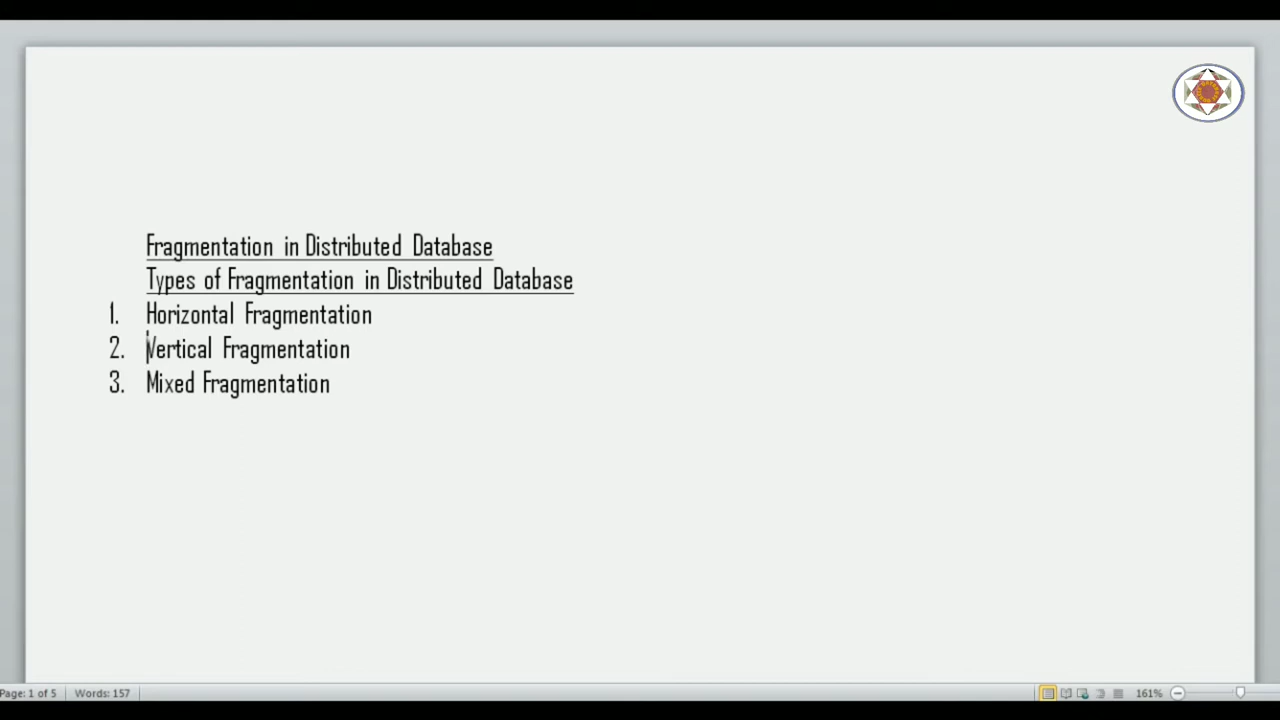 Fragmentation in Distributed Database
Types of Fragmentation in Distributed Database
1. Horizontal Fragmentation
2. Vertical Fragmentation
3. Mixed Fragmentation
Page: 1 of 5 Words: 157 161%